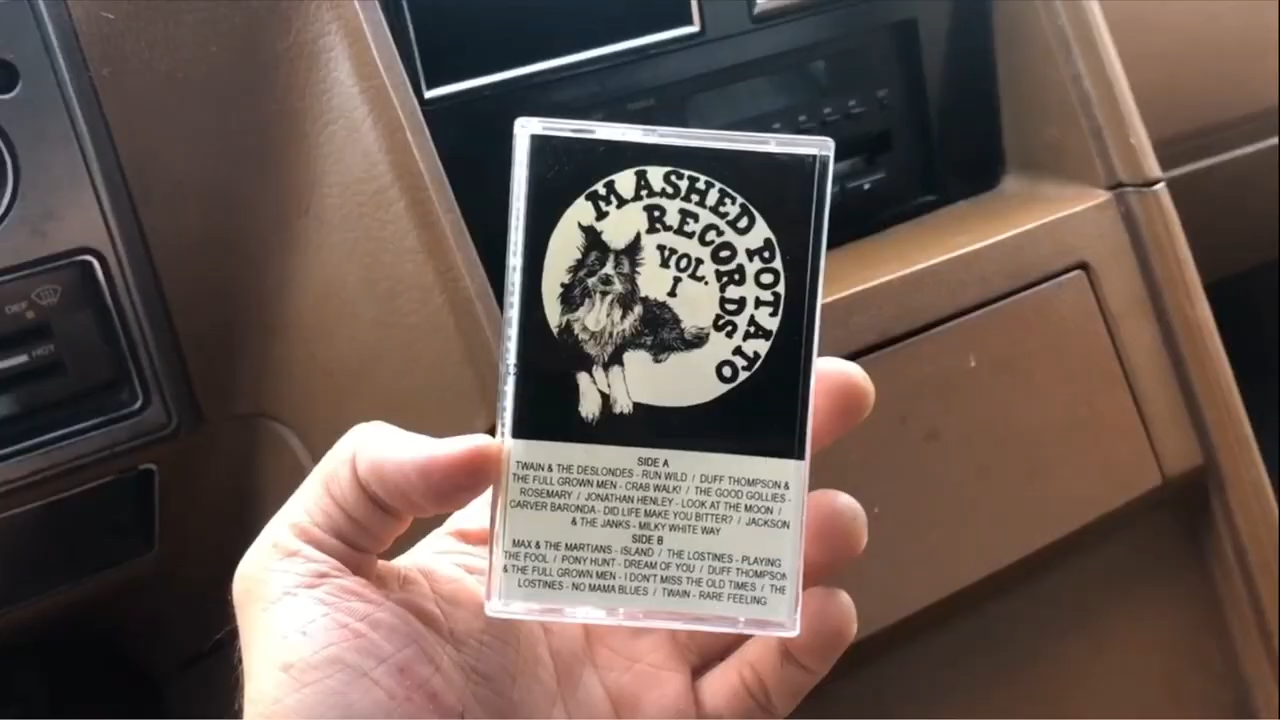 MASHED POTATO
RECORDS
VOL.
I
SIDE A
TWAIN & THE DESLONDES - RUN WILD / DUFF THOMPSON &
THE FULL GROWN MEN - CRAB WALK! / THE GOOD GOLLIES -
ROSEMARY / JONATHAN HENLEY - LOOK AT THE MOON /
CARVER BARONDA - DID LIFE MAKE YOU BITTER? / JACKSON
& THE JANKS - MILKY WHITE WAY
SIDE B
MAX & THE MARTIANS - ISLAND / THE LOSTINES - PLAYING
THE FOOL / PONY HUNT - DREAM OF YOU / DUFF THOMPSON
& THE FULL GROWN MEN - I DON'T MISS THE OLD TIMES / THE
LOSTINES - NO MAMA BLUES / TWAIN - RARE FEELING
DEF
HOT